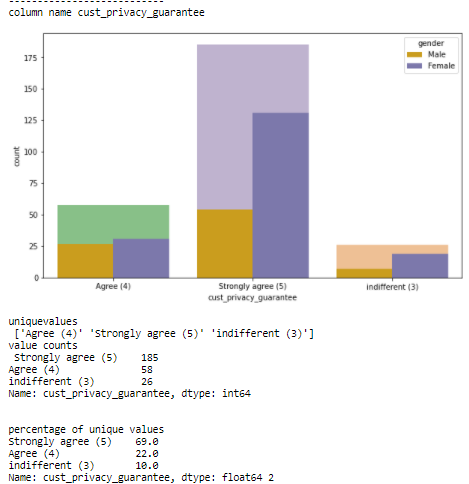 ----------------------------
column name cust_privacy_guarantee
gender
Male
Female
175
150
125
100
75
50
25
0
count
Agree (4)
Strongly agree (5)
indifferent (3)
cust_privacy_guarantee
uniquevalues
['Agree (4)' 'Strongly agree (5)' 'indifferent (3)']
value counts
Strongly agree (5)    185
Agree (4)              58
indifferent (3)        26
Name: cust_privacy_guarantee, dtype: int64
percentage of unique values
Strongly agree (5)    69.0
Agree (4)             22.0
indifferent (3)       10.0
Name: cust_privacy_guarantee, dtype: float64 2